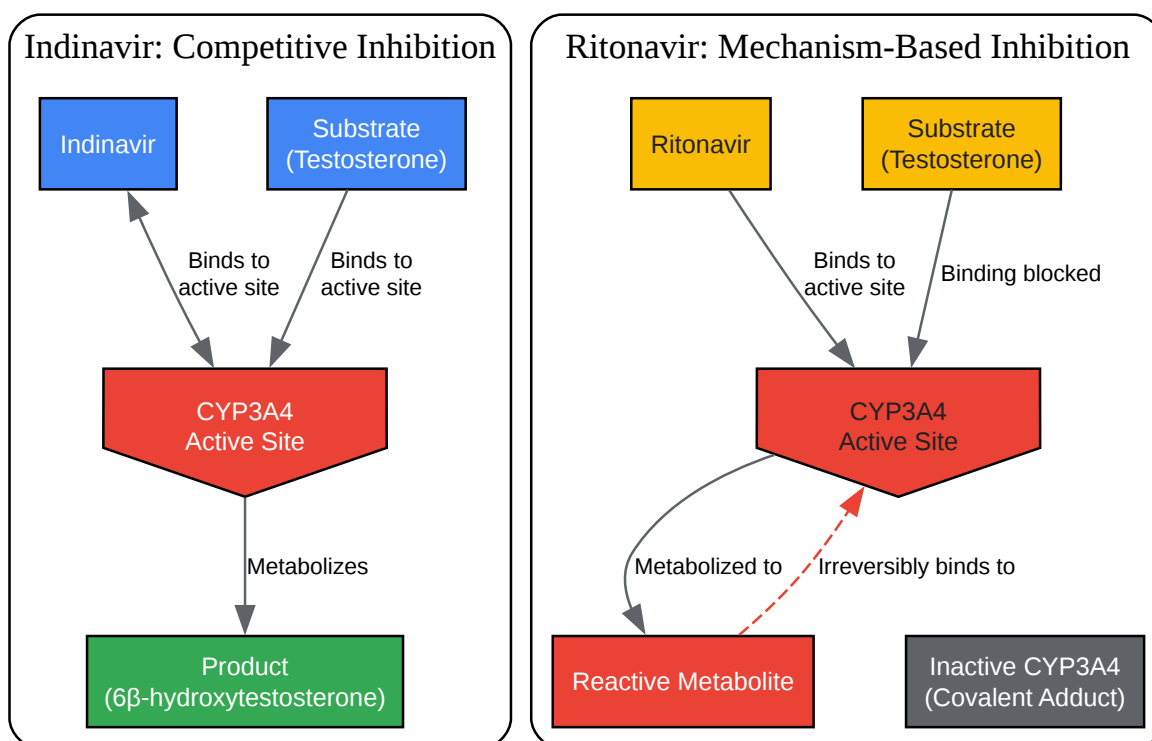 Indinavir: Competitive Inhibition
Indinavir
Substrate
(Testosterone)
Binds to
active site
Binds to
active site
CYP3A4
Active Site
Metabolizes
Product
(6β-hydroxytestosterone)
Ritonavir: Mechanism-Based Inhibition
Ritonavir
Substrate
(Testosterone)
Binds to
active site
Binding blocked
CYP3A4
Active Site
Metabolized to
Irreversibly binds to
Reactive Metabolite
Inactive CYP3A4
(Covalent Adduct)